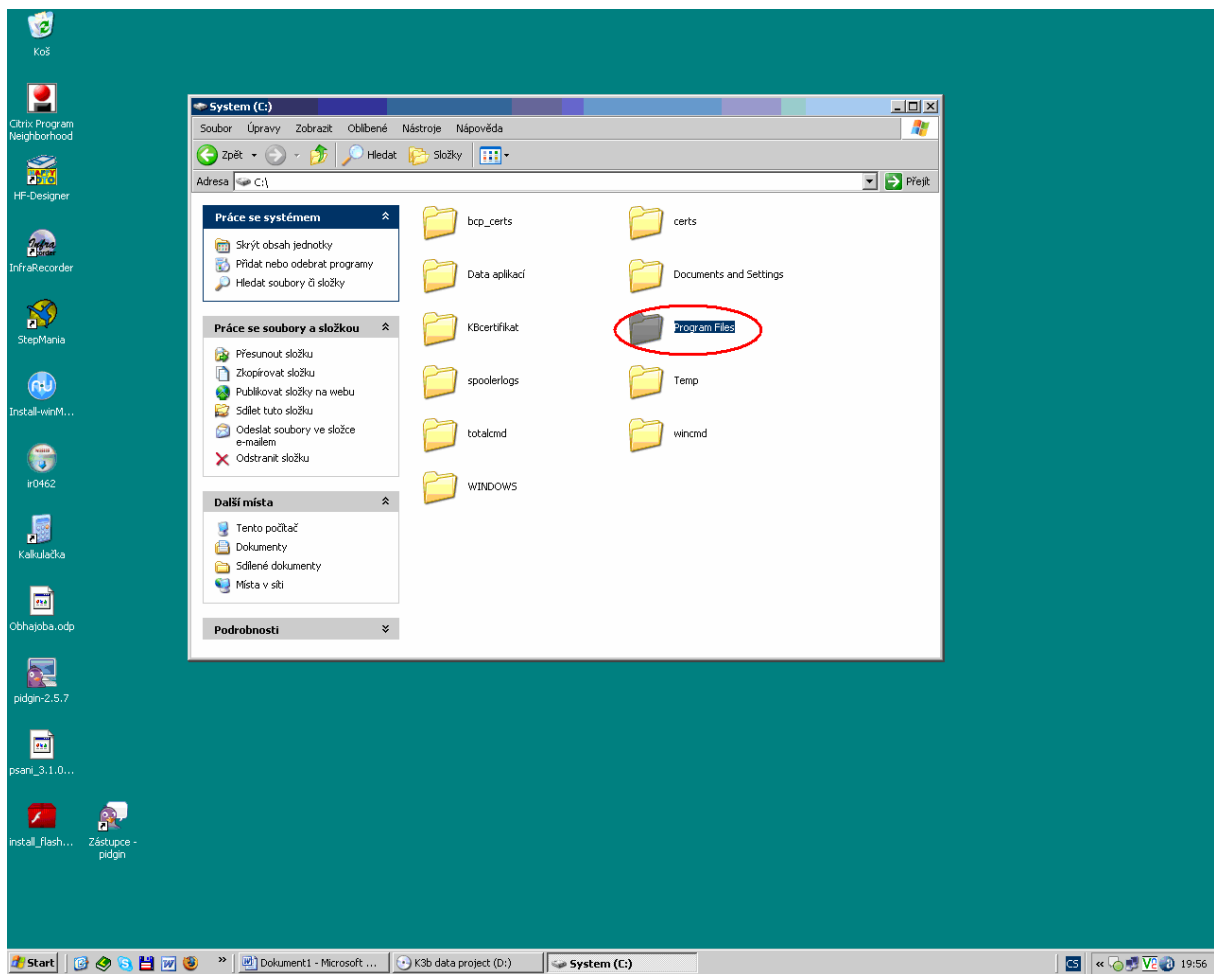 Koš
Citrix Program
Neighborhood
HF-Designer
InfraRecorder
StepMania
Install-winM...
ir0462
Kalkulačka
Obhajoba.odp
pidgin-2.5.7
psani_3.1.0...
install_flash...
Zástupce -
pidgin
System (C:)
Soubor Úpravy Zobrazit Oblíbené Nástroje Nápověda
Zpět Hledat Složky
Adresa C:\ Přejít
Práce se systémem
Skrýt obsah jednotky
Přidat nebo odebrat programy
Hledat soubory či složky
Práce se soubory a složkou
Přesunout složku
Zkopírovat složku
Publikovat složky na webu
Sdílet tuto složku
Odeslat soubory ve složce
e-mailem
Odstranit složku
Další místa
Tento počítač
Dokumenty
Sdílené dokumenty
Místa v síti
Podrobnosti
bcp_certs
certs
Data aplikací
Documents and Settings
KBcertifikat
Program Files
spoolerlogs
Temp
totalcmd
wincmd
WINDOWS
Start » Dokument1 - Microsoft ... K3b data project (D:) System (C:) CS « 19:56